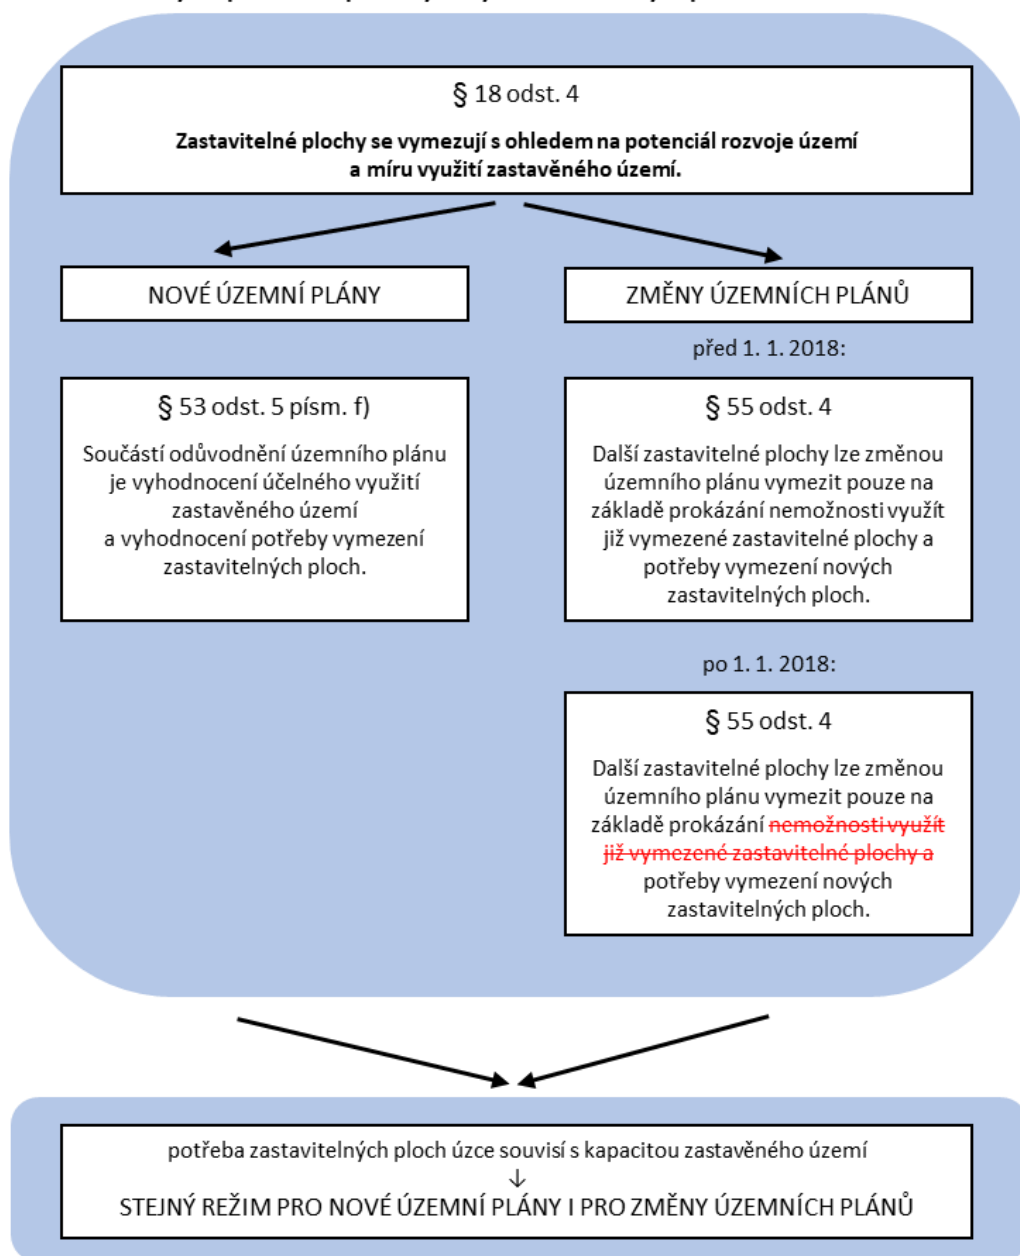 § 18 odst. 4
Zastavitelné plochy se vymezují s ohledem na potenciál rozvoje území
a míru využití zastavěného území.
NOVÉ ÚZEMNÍ PLÁNY
ZMĚNY ÚZEMNÍCH PLÁNŮ
před 1. 1. 2018:
§ 53 odst. 5 písm. f)
Součástí odůvodnění územního plánu
je vyhodnocení účelného využití
zastavěného území
a vyhodnocení potřeby vymezení
zastavitelných ploch.
§ 55 odst. 4
Další zastavitelné plochy lze změnou
územního plánu vymezit pouze na
základě prokázání nemožnosti využít
již vymezené zastavitelné plochy a
potřeby vymezení nových
zastavitelných ploch.
po 1. 1. 2018:
§ 55 odst. 4
Další zastavitelné plochy lze změnou
územního plánu vymezit pouze na
základě prokázání nemožnosti využít
již vymezené zastavitelné plochy a
potřeby vymezení nových
zastavitelných ploch.
potřeba zastavitelných ploch úzce souvisí s kapacitou zastavěného území
↓
STEJNÝ REŽIM PRO NOVÉ ÚZEMNÍ PLÁNY I PRO ZMĚNY ÚZEMNÍCH PLÁNŮ